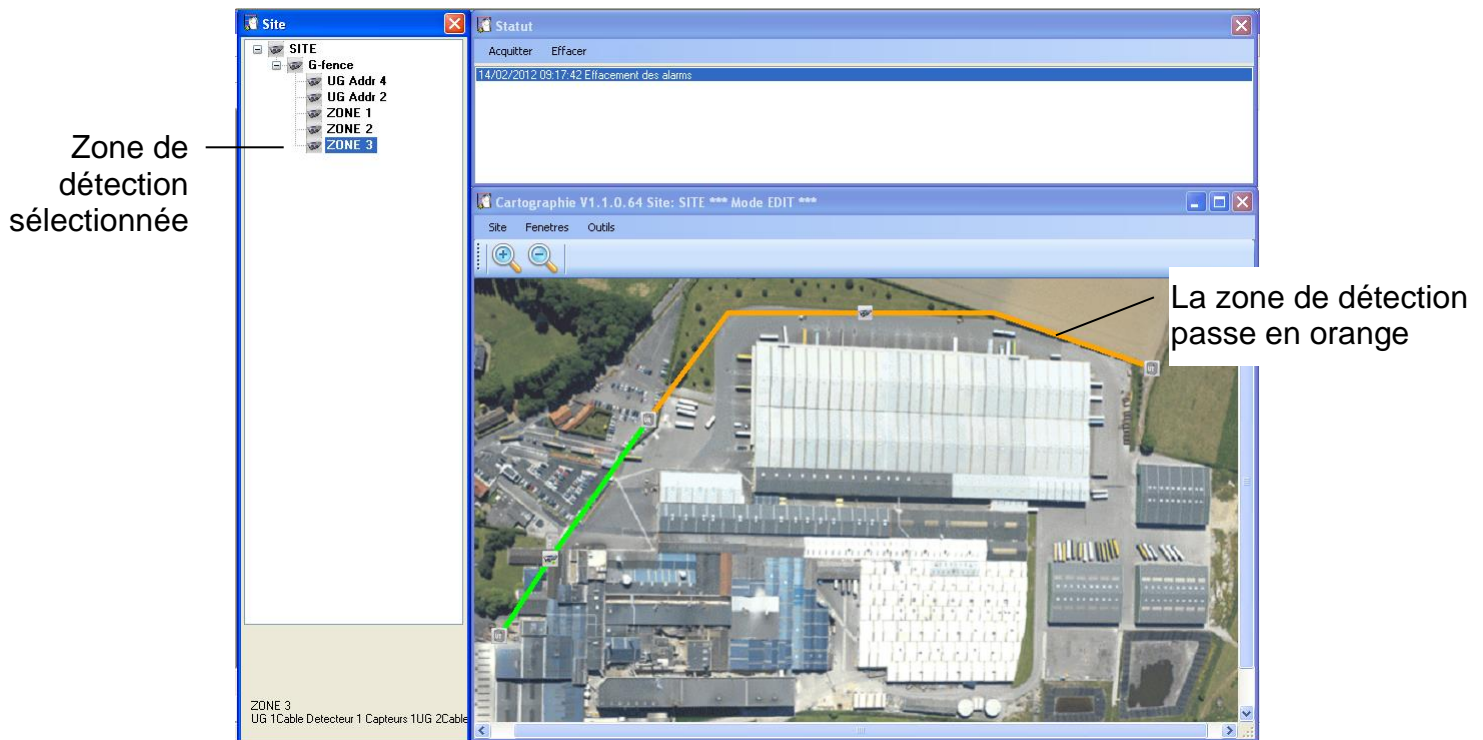 Site
SITE
G-fence
UG Addr 4
UG Addr 2
ZONE 1
ZONE 2
ZONE 3
Zone de
détection
sélectionnée
ZONE 3
UG 1Cable Detecteur 1 Capteurs 1UG 2Cable
Statut
Acquitter Effacer
14/02/2012 09:17:42 Effacement des alarms
Cartographie V1.1.0.64 Site: SITE *** Mode EDIT ***
Site Fenetres Outils
La zone de détection
passe en orange